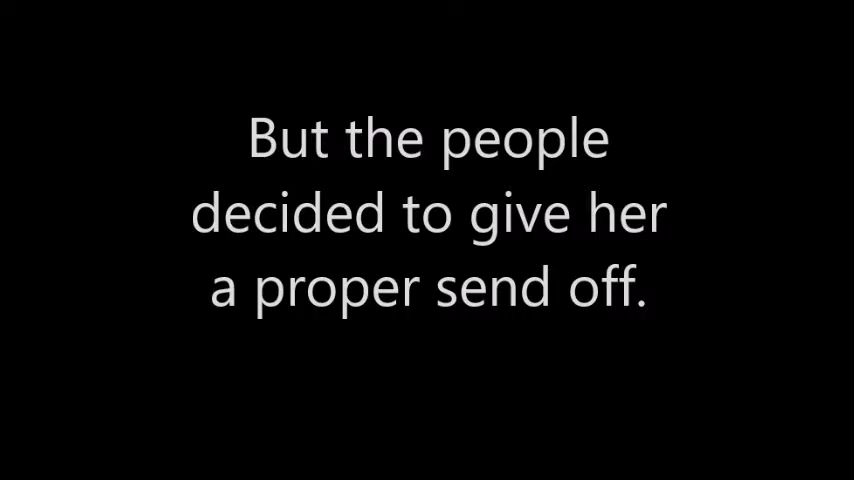 But the people
decided to give her
a proper send off.